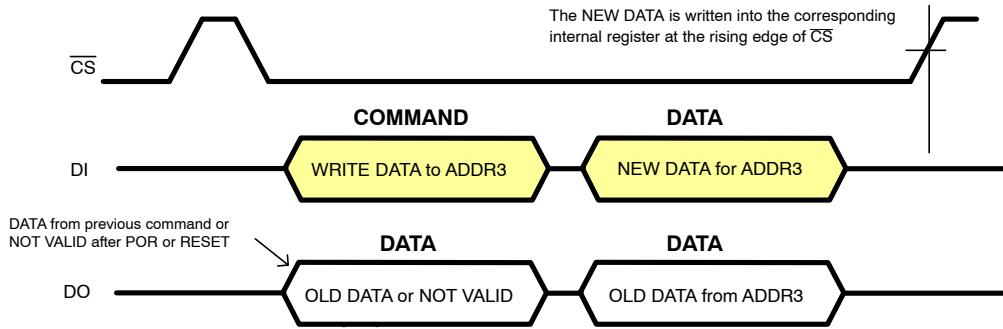 The NEW DATA is written into the corresponding
internal register at the rising edge of CS
CS
COMMAND
DATA
DI
WRITE DATA to ADDR3
NEW DATA for ADDR3
DATA from previous command or
NOT VALID after POR or RESET
DATA
DATA
DO
OLD DATA or NOT VALID
OLD DATA from ADDR3